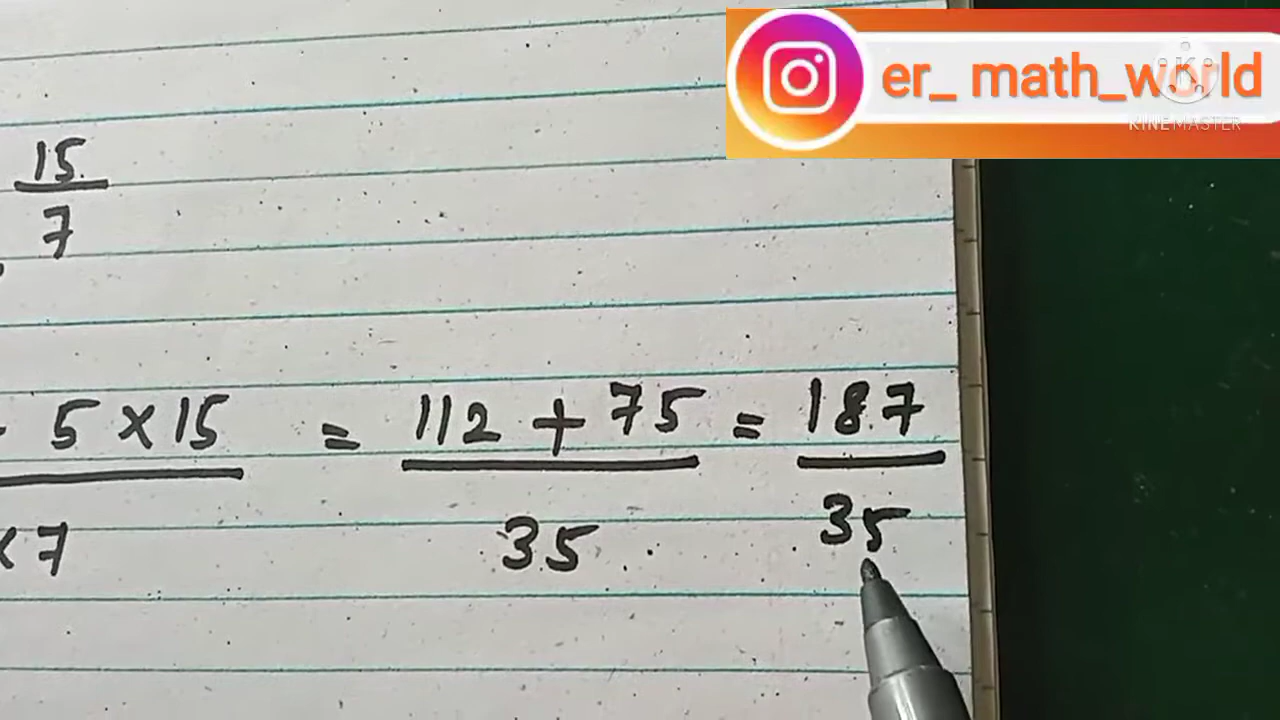 er_ math_world
KINEMASTER
15
7
5 × 15 = 112 + 75 = 187
× 7 35 35